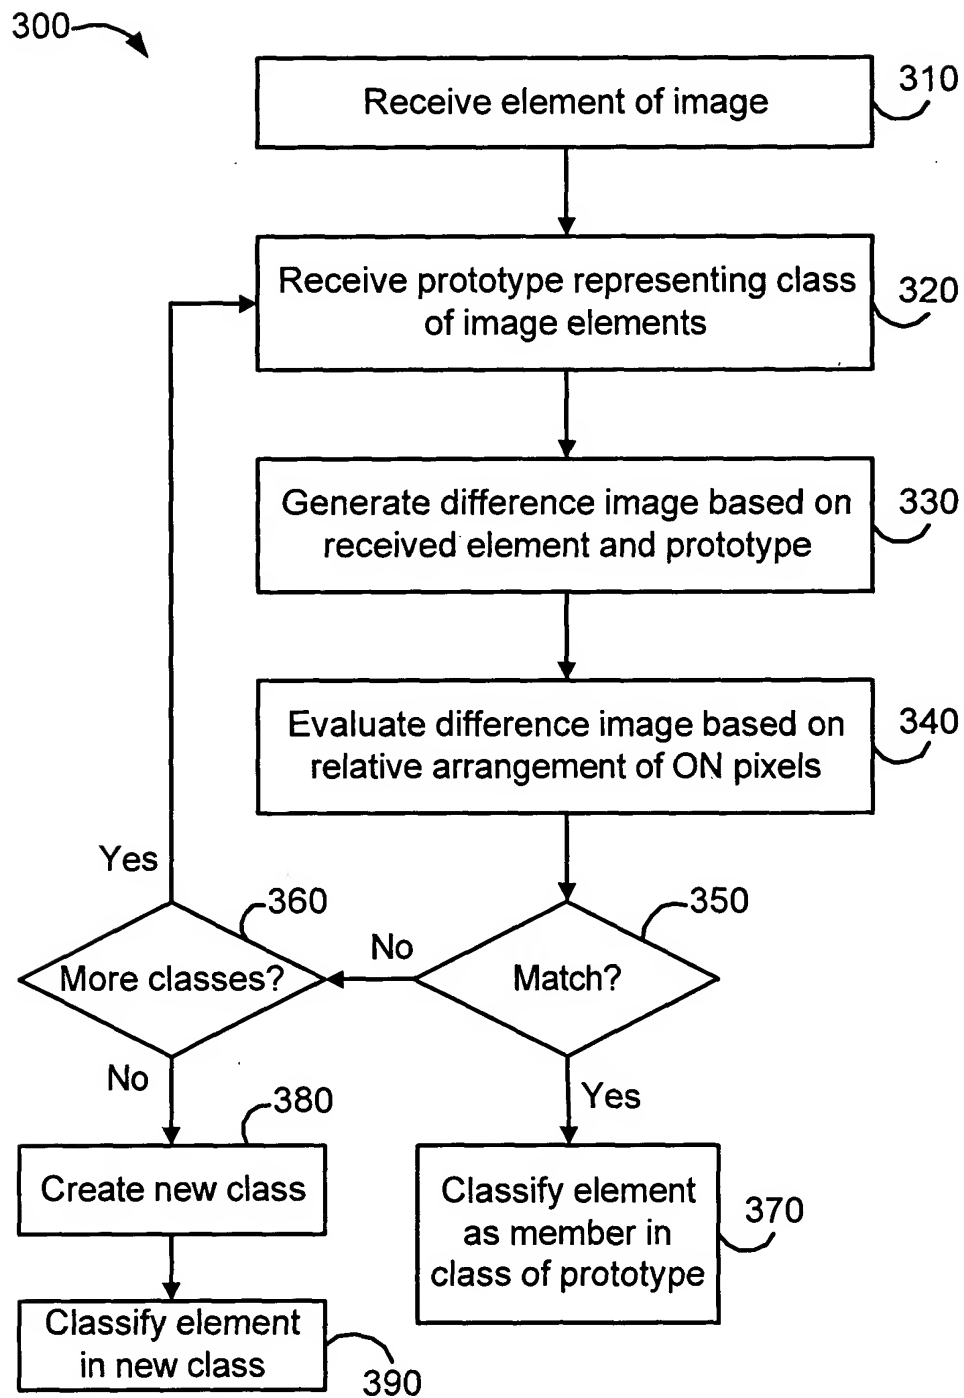 300
Receive element of image
310
Receive prototype representing class
of image elements
320
Generate difference image based on
received element and prototype
330
Evaluate difference image based on
relative arrangement of ON pixels
340
Yes
360
350
More classes?
No
Match?
No
Yes
380
Create new class
Classify element
as member in
class of prototype
370
Classify element
in new class
390